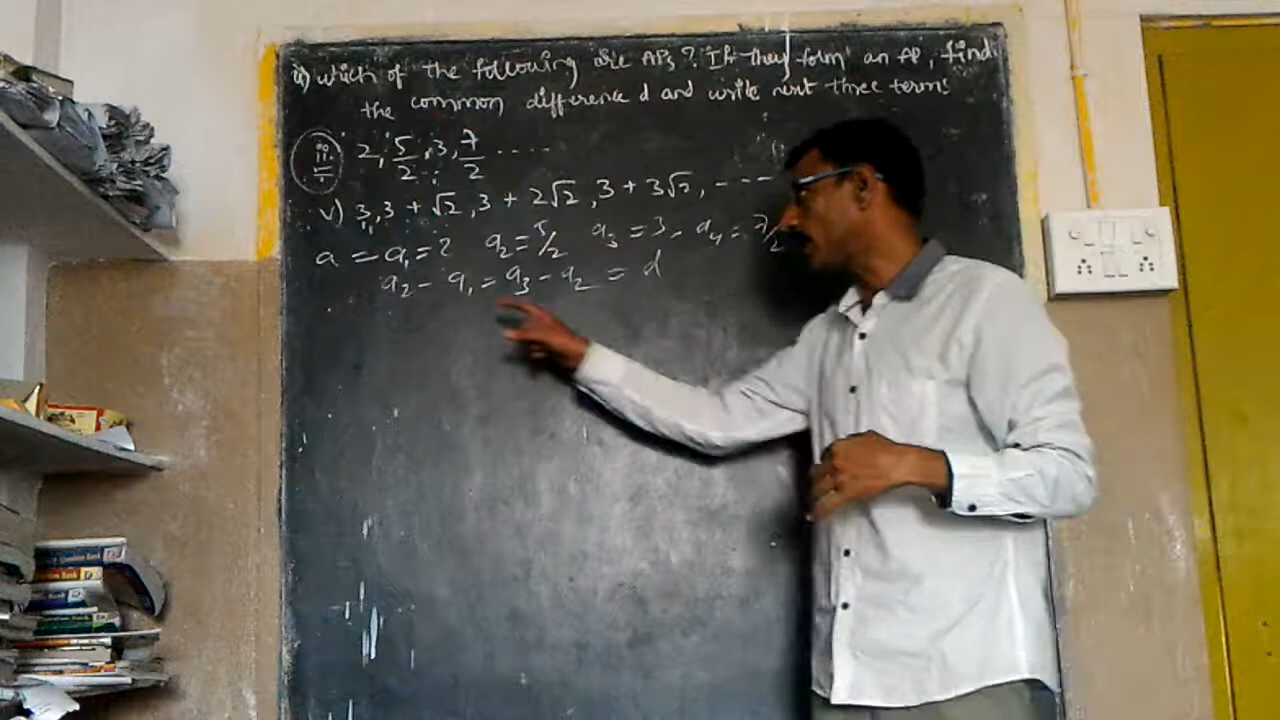 ii) which of the following are APs? If they form an AP, find
the common difference d and write next three terms
ii 2, 5/2, 3, 7/2 ....
v) 3, 3 + √2, 3 + 2√2, 3 + 3√2, ----
a = a₁ = 2 a₂ = 5/2 a₃ = 3 - a₄ = 7/2
a₂ - a₁ = a₃ - a₂ = d